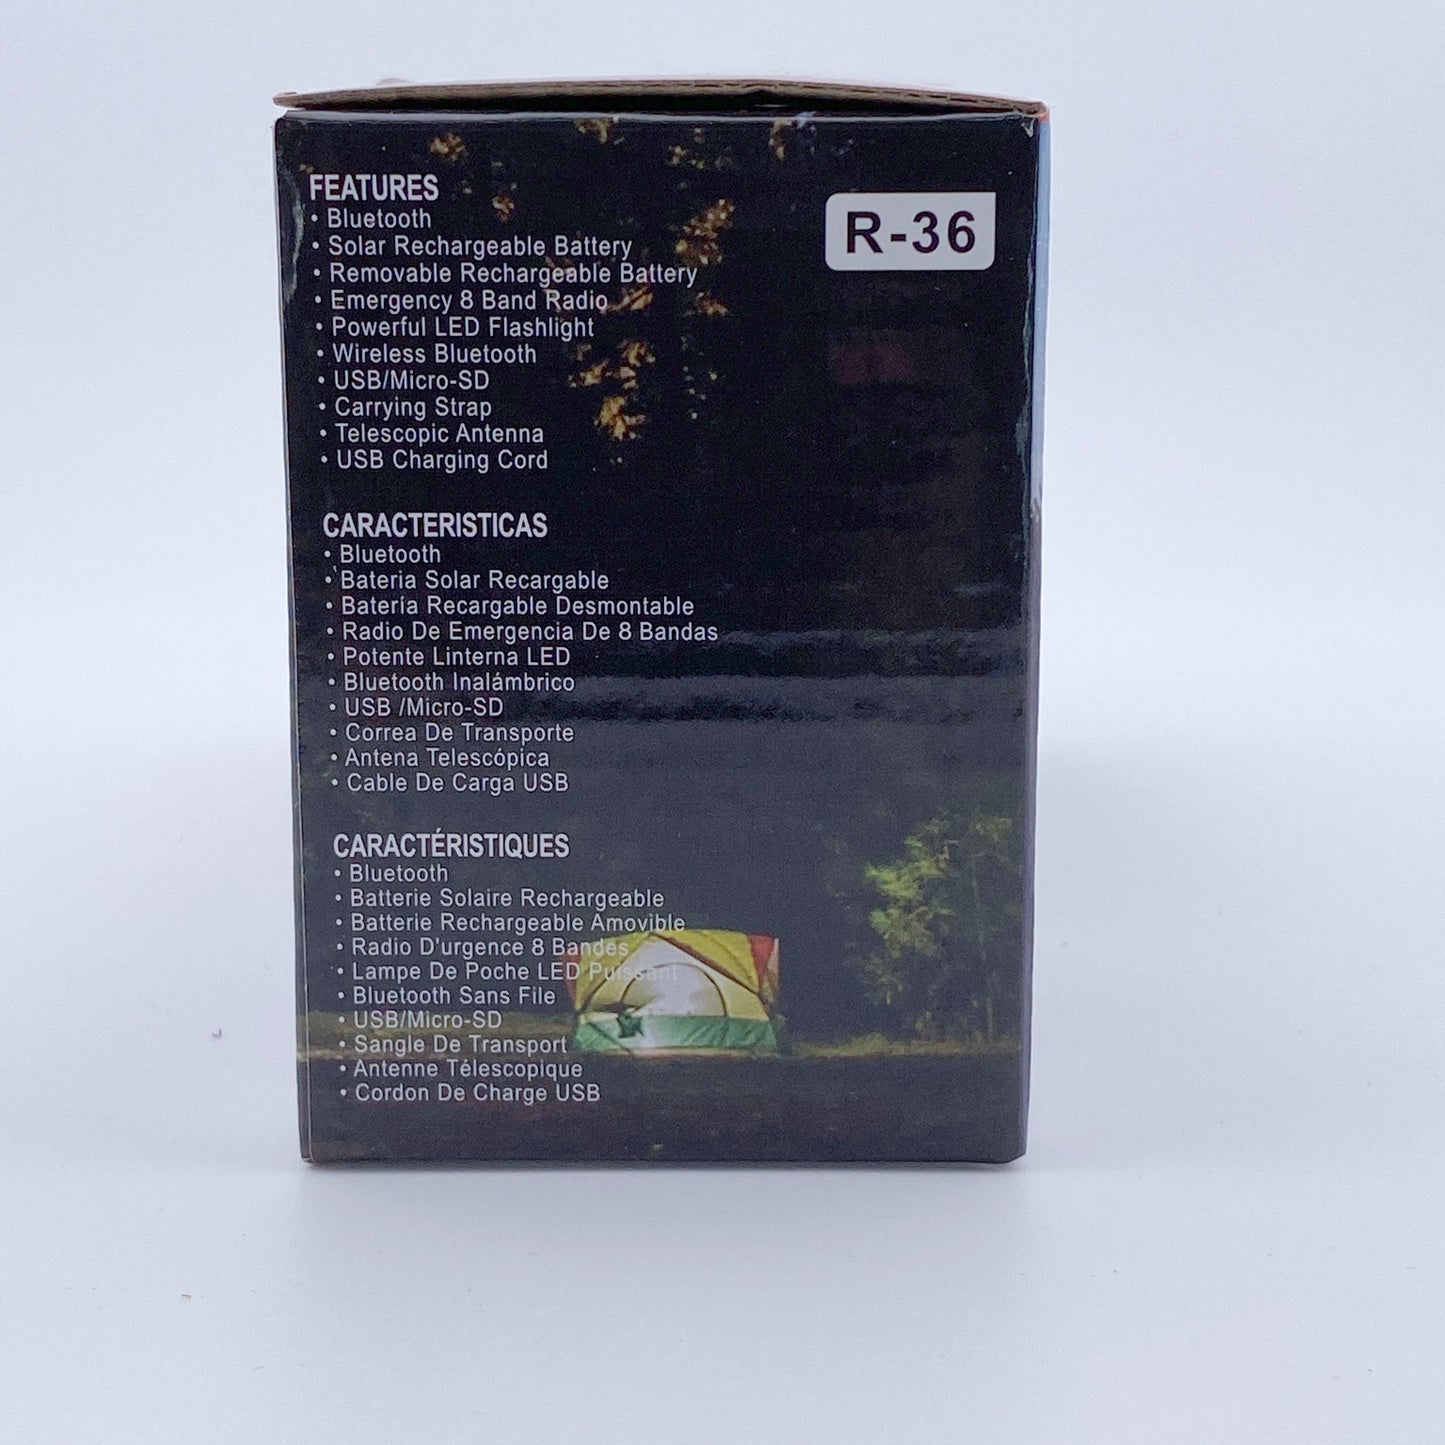 FEATURES
• Bluetooth
• Solar Rechargeable Battery
• Removable Rechargeable Battery
• Emergency 8 Band Radio
• Powerful LED Flashlight
• Wireless Bluetooth
• USB/Micro-SD
• Carrying Strap
• Telescopic Antenna
• USB Charging Cord
R-36
CARACTERISTICAS
• Bluetooth
• Bateria Solar Recargable
• Batería Recargable Desmontable
• Radio De Emergencia De 8 Bandas
• Potente Linterna LED
• Bluetooth Inalámbrico
• USB /Micro-SD
• Correa De Transporte
• Antena Telescópica
• Cable De Carga USB
CARACTÉRISTIQUES
• Bluetooth
• Batterie Solaire Rechargeable
• Batterie Rechargeable Amovible
• Radio D'urgence 8 Bandes
• Lampe De Poche LED Puissant
• Bluetooth Sans File
• USB/Micro-SD
• Sangle De Transport
• Antenne Télescopique
• Cordon De Charge USB